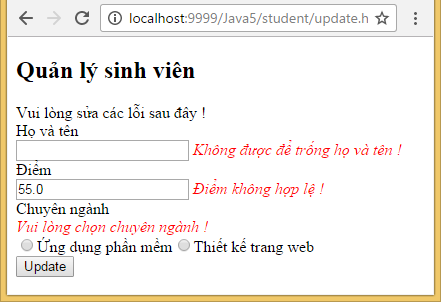 localhost:9999/Java5/student/update.h
Quản lý sinh viên
Vui lòng sửa các lỗi sau đây !
Họ và tên
Không được để trống họ và tên !
Điểm
55.0 Điểm không hợp lệ !
Chuyên ngành
Vui lòng chọn chuyên ngành !
Ứng dụng phần mềm Thiết kế trang web
Update